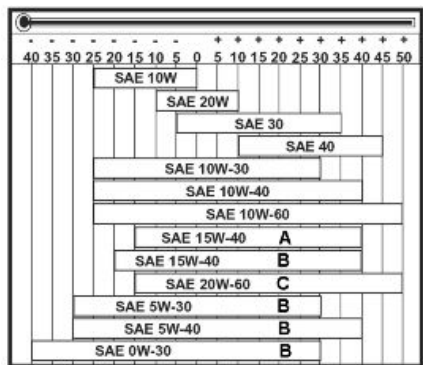 - - - - - - - - + + + + + + + + + +
40 35 30 25 20 15 10 5 0 5 10 15 20 25 30 35 40 45 50
SAE 10W
SAE 20W
SAE 30
SAE 40
SAE 10W-30
SAE 10W-40
SAE 10W-60
SAE 15W-40 A
SAE 15W-40 B
SAE 20W-60 C
SAE 5W-30 B
SAE 5W-40 B
SAE 0W-30 B